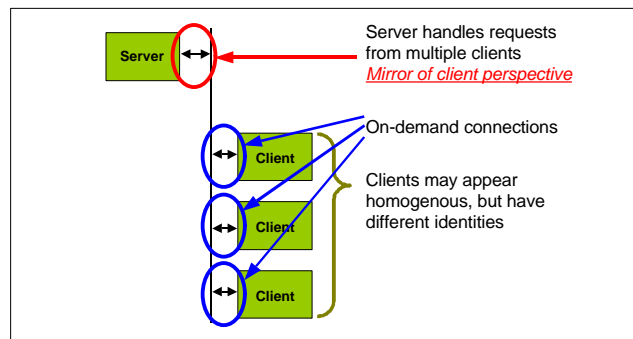 Server handles requests
from multiple clients
Mirror of client perspective
Server
On-demand connections
Client
Clients may appear
homogenous, but have
different identities
Client
Client